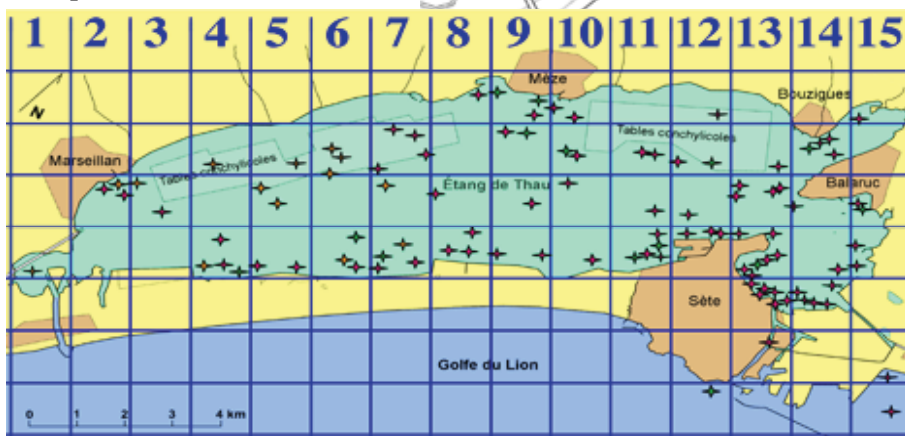 1 2 3 4 5 6 7 8 9 10 11 12 13 14 15
Mèze
N
Bouzigues
Tables conchylicoles
Tables conchylicoles
Marseillan
Étang de Thau
Balaruc
Sète
Golfe du Lion
0 1 2 3 4 km